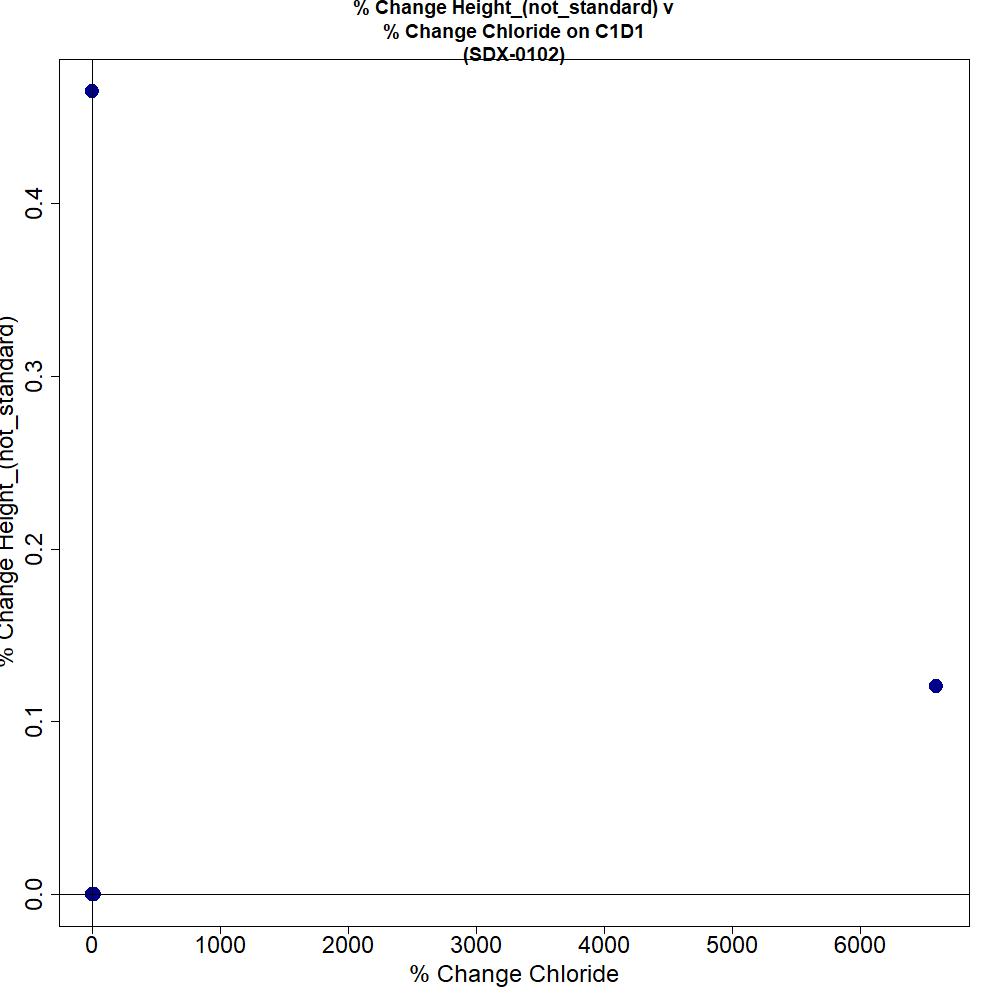 % Change Height_(not_standard) v
% Change Chloride on C1D1
(SDX-0102)
% Change Height_(not_standard)
0.4
0.3
0.2
0.1
0.0
0 1000 2000 3000 4000 5000 6000
% Change Chloride